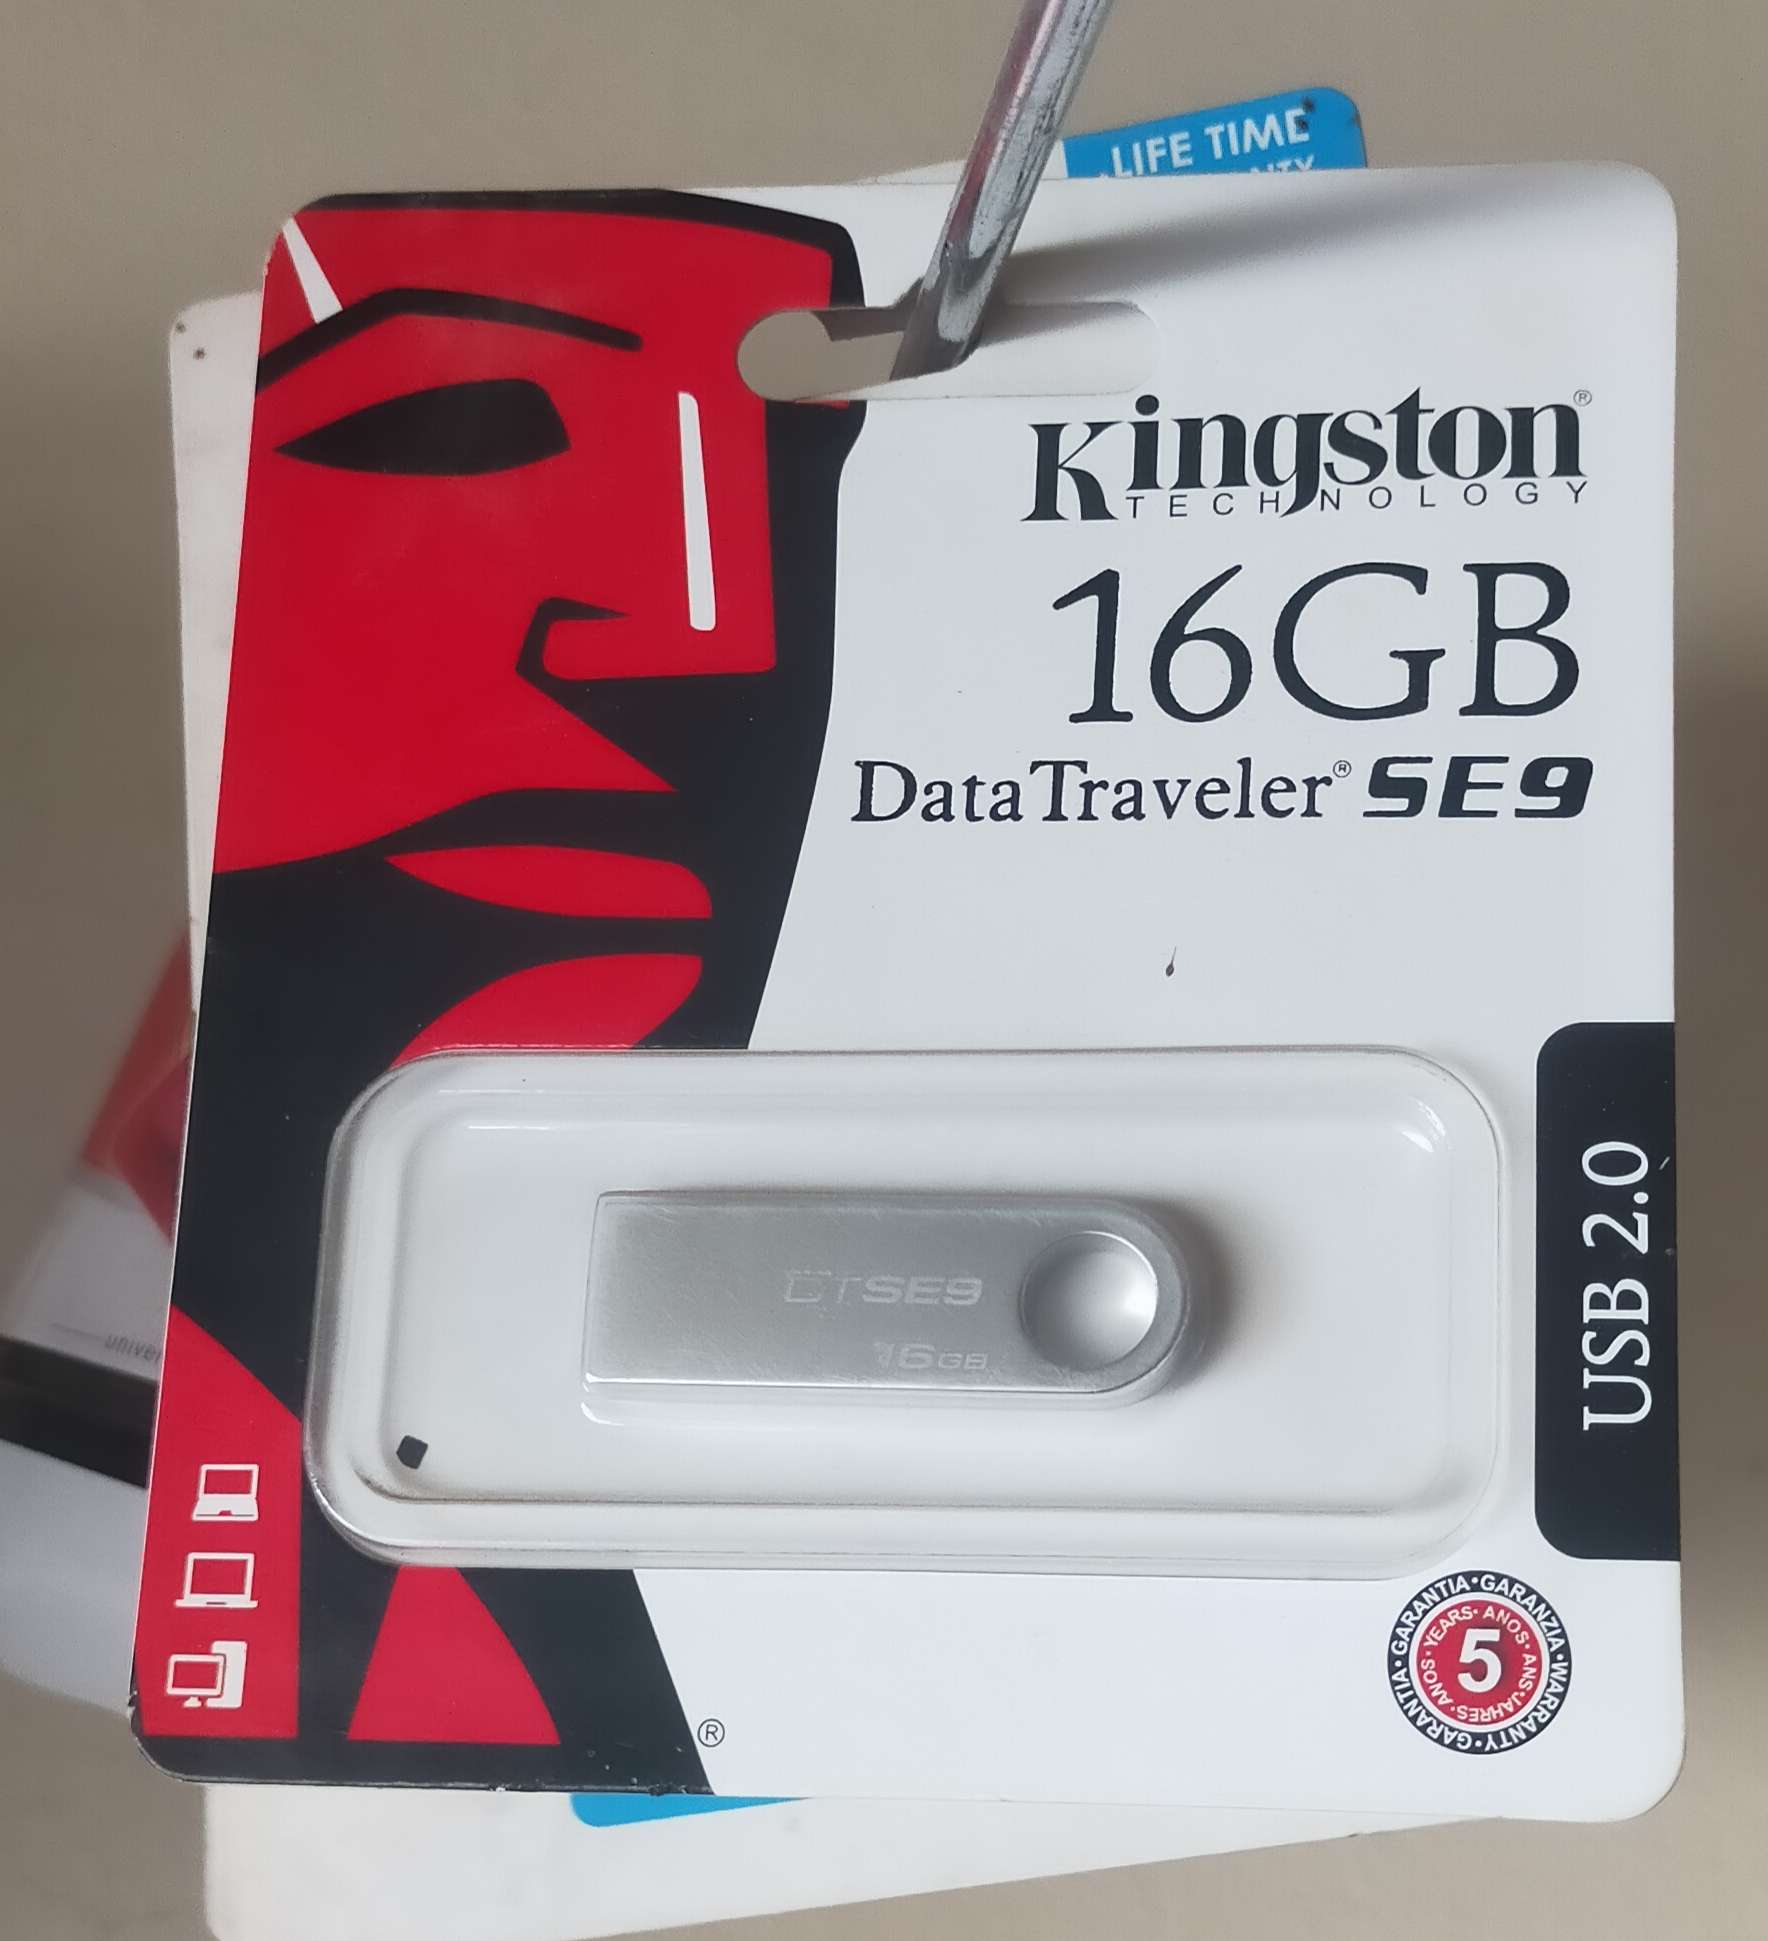 LIFE TIME
Kingston®
TECHNOLOGY
16GB
DataTraveler® SE9
DTSE9
16GB
USB 2.0
GARANTIA · GARANZIA · WARRANTY · GARANTIA ·
YEARS · ANOS · ANS · JAHRES · ANOS ·
5
®